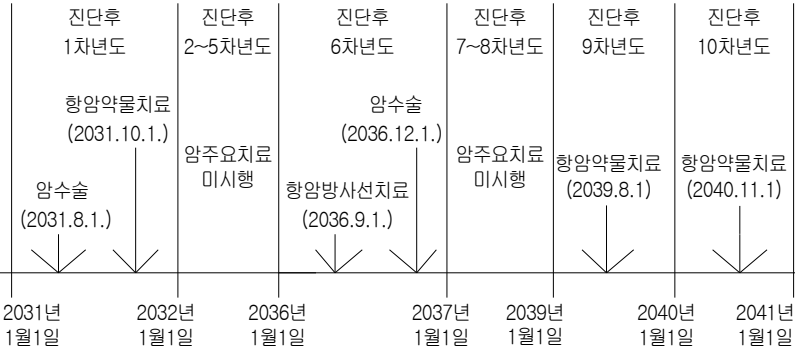 진단후
1차년도
진단후
2~5차년도
진단후
6차년도
진단후
7~8차년도
진단후
9차년도
진단후
10차년도
항암약물치료
(2031.10.1.)
암수술
(2031.8.1.)
암주요치료
미시행
암수술
(2036.12.1.)
항암방사선치료
(2036.9.1.)
암주요치료
미시행
항암약물치료
(2039.8.1)
항암약물치료
(2040.11.1)
2031년
1월1일
2032년
1월1일
2036년
1월1일
2037년
1월1일
2039년
1월1일
2040년
1월1일
2041년
1월1일